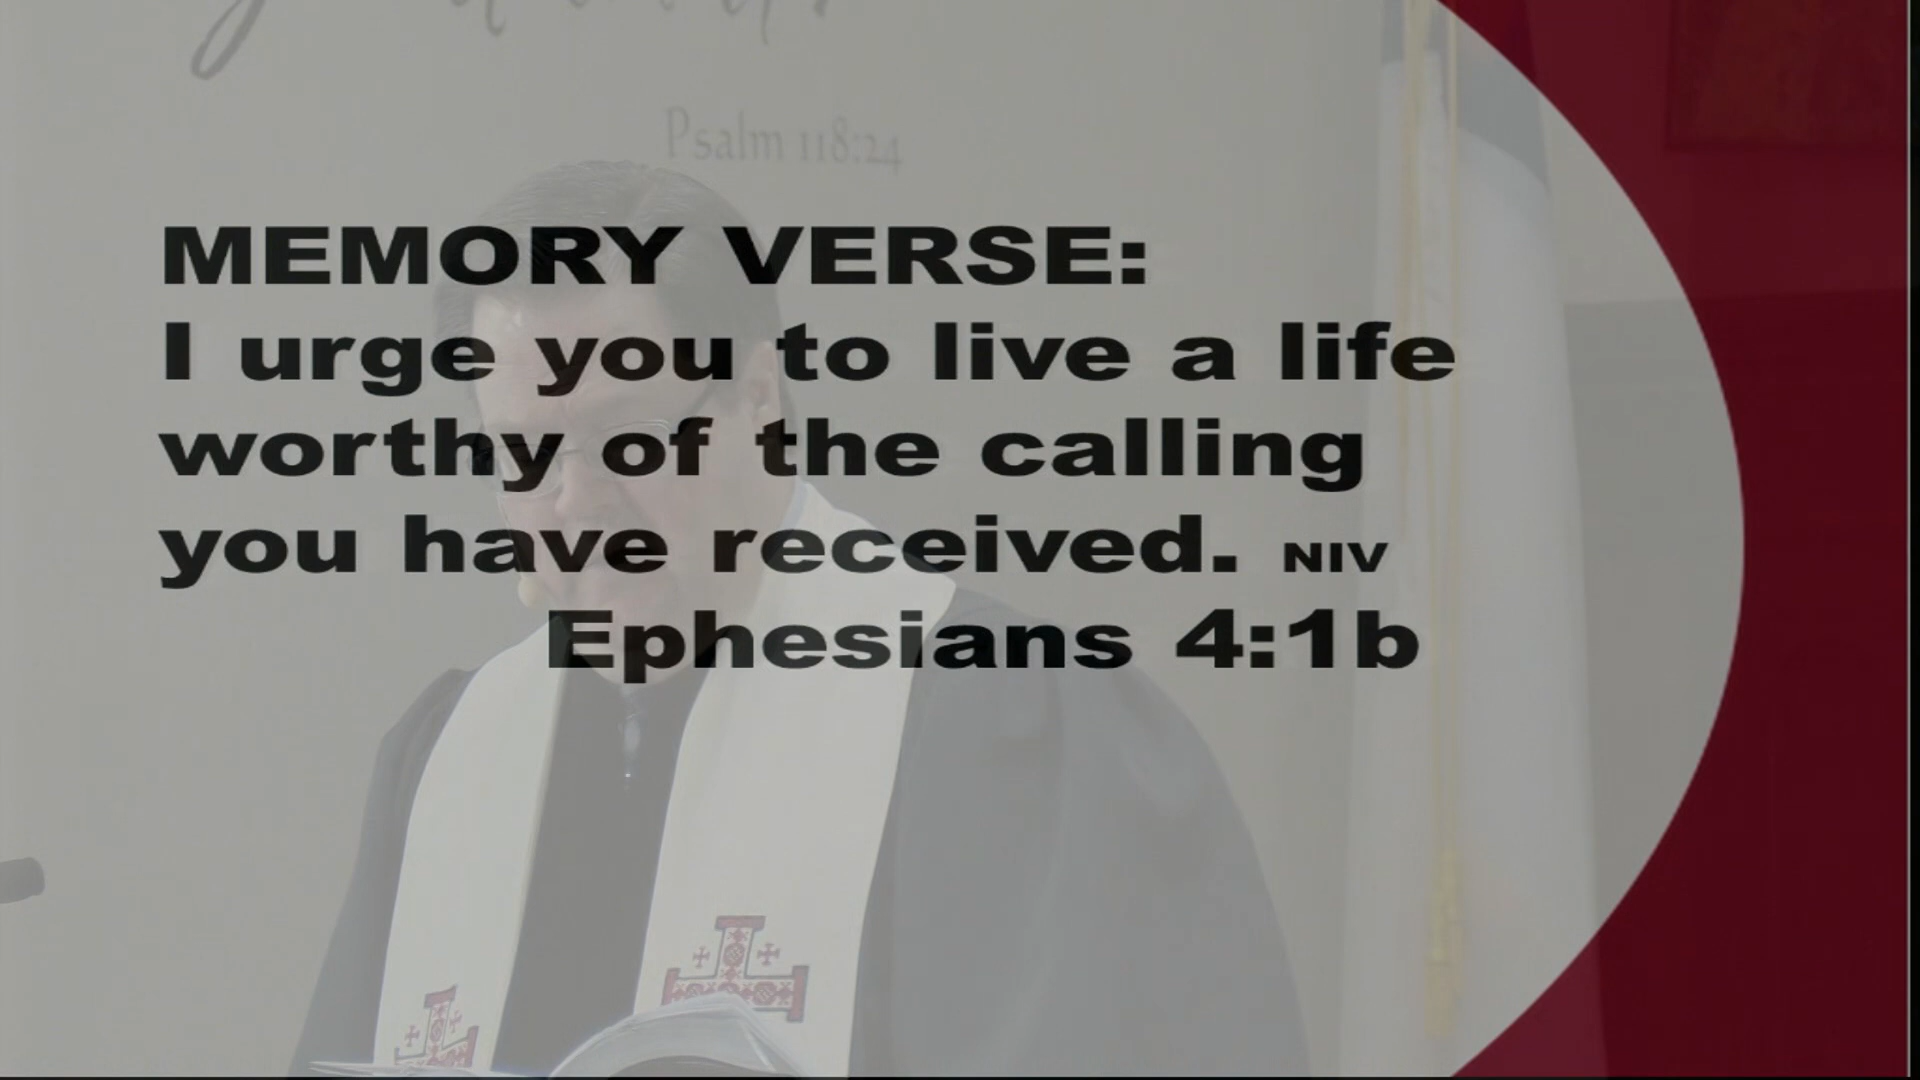 Psalm 118:24
MEMORY VERSE:
I urge you to live a life
worthy of the calling
you have received. NIV
Ephesians 4:1b